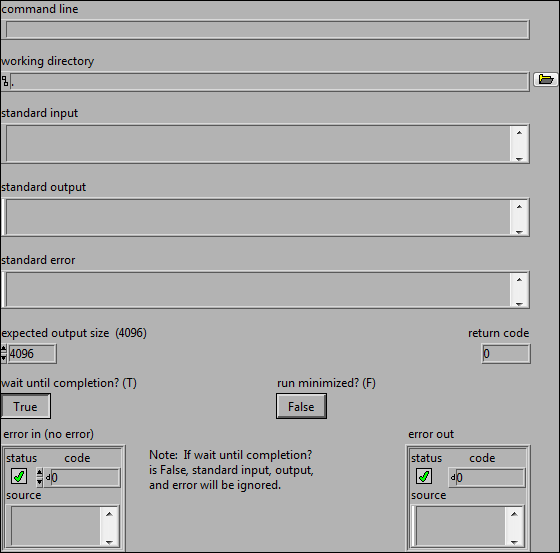 command line
working directory
.
standard input
standard output
standard error
expected output size (4096) return code
4096 0
wait until completion? (T) run minimized? (F)
True False
error in (no error) error out
status code Note: If wait until completion? status code
d0 is False, standard input, output, d0
source and error will be ignored. source